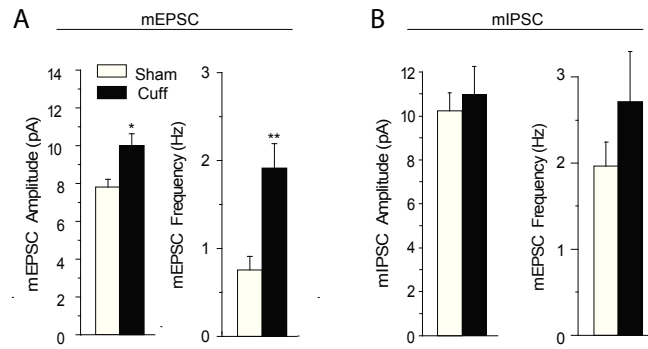 A
mEPSC
mEPSC Amplitude (pA)
14
12
10
8
6
4
2
0
Sham
Cuff
*
mEPSC Frequency (Hz)
3
2
1
0
**
B
mIPSC
mIPSC Amplitude (pA)
12
10
8
6
4
2
0
mEPSC Frequency (Hz)
3
2
1
0